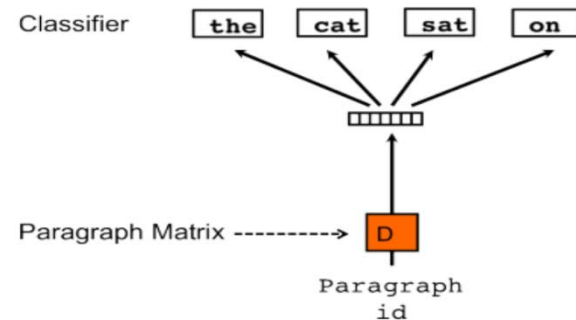 Classifier the cat sat on
Paragraph Matrix D
Paragraph
id